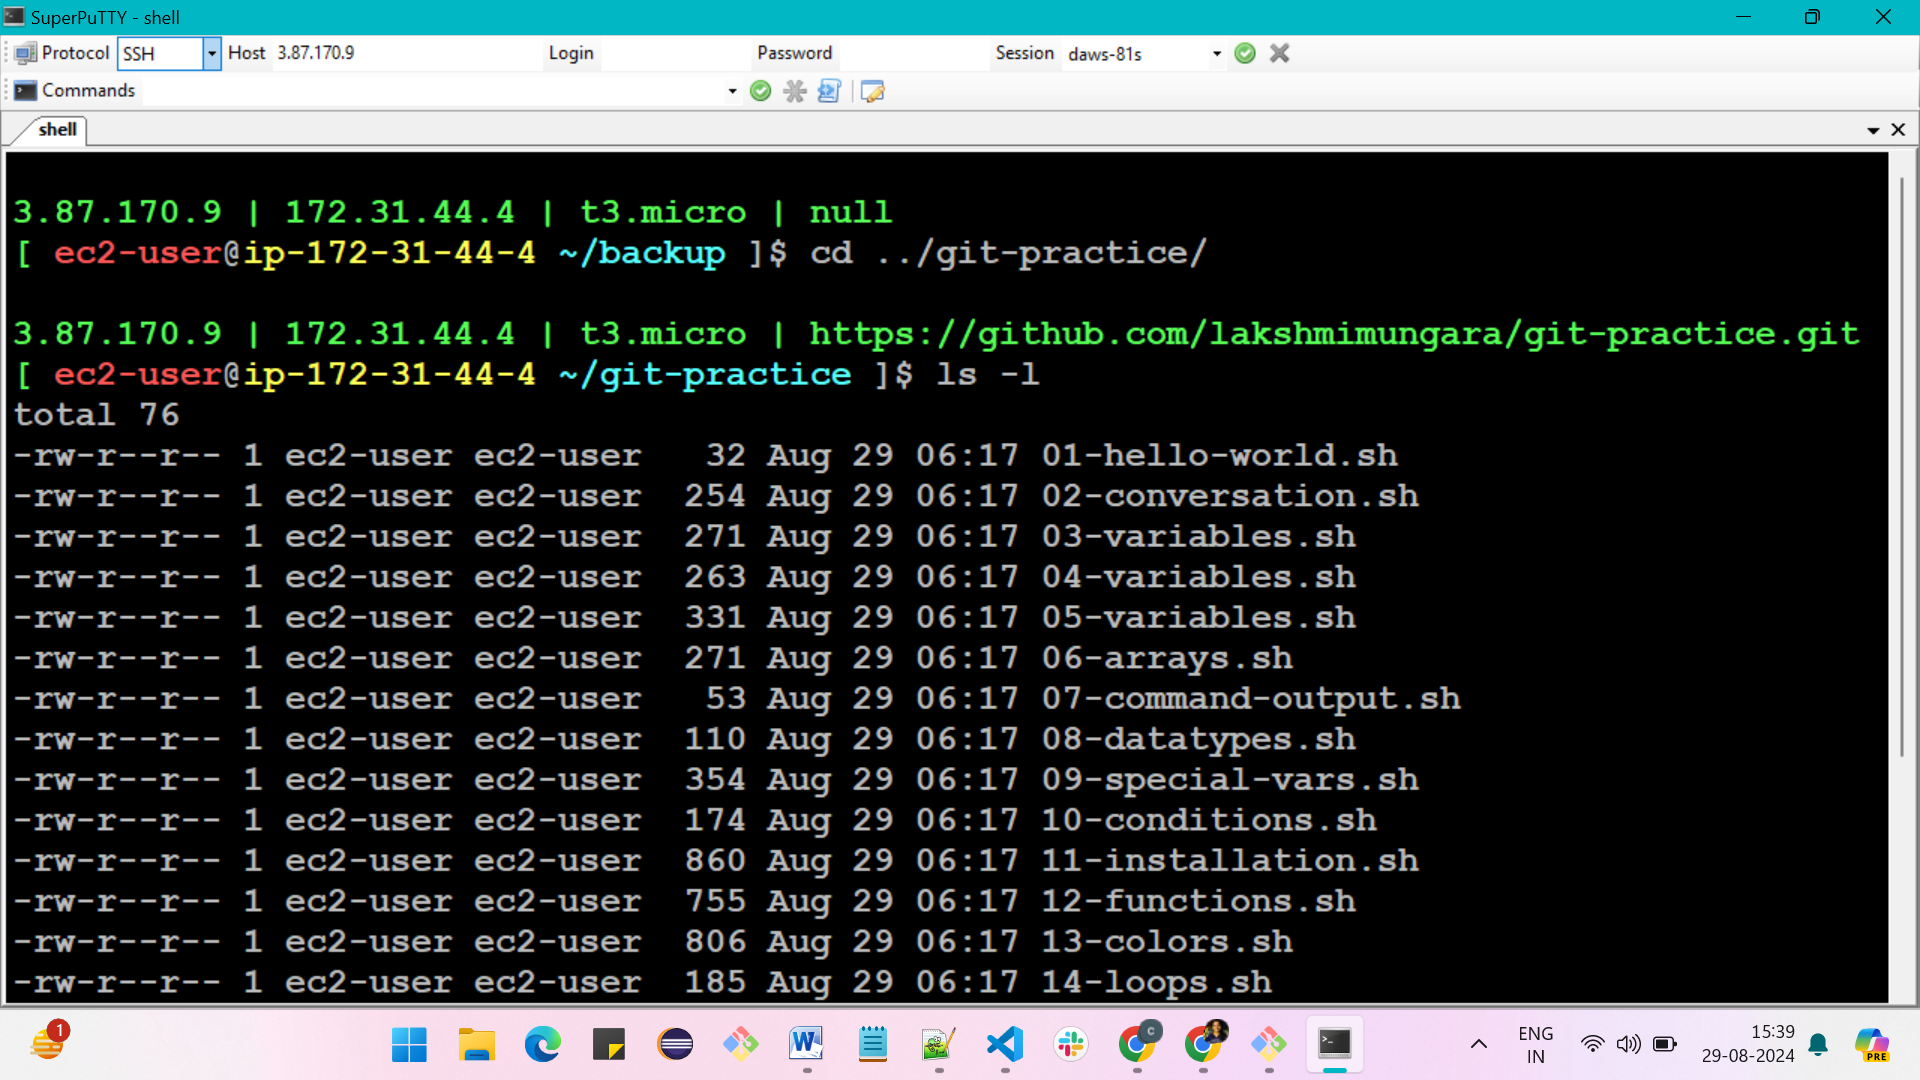 SuperPuTTY - shell
Protocol SSH Host 3.87.170.9 Login Password Session daws-81s
Commands
shell
3.87.170.9 | 172.31.44.4 | t3.micro | null
[ ec2-user@ip-172-31-44-4 ~/backup ]$ cd ../git-practice/
3.87.170.9 | 172.31.44.4 | t3.micro | https://github.com/lakshmimungara/git-practice.git
[ ec2-user@ip-172-31-44-4 ~/git-practice ]$ ls -l
total 76
-rw-r--r-- 1 ec2-user ec2-user   32 Aug 29 06:17 01-hello-world.sh
-rw-r--r-- 1 ec2-user ec2-user  254 Aug 29 06:17 02-conversation.sh
-rw-r--r-- 1 ec2-user ec2-user  271 Aug 29 06:17 03-variables.sh
-rw-r--r-- 1 ec2-user ec2-user  263 Aug 29 06:17 04-variables.sh
-rw-r--r-- 1 ec2-user ec2-user  331 Aug 29 06:17 05-variables.sh
-rw-r--r-- 1 ec2-user ec2-user  271 Aug 29 06:17 06-arrays.sh
-rw-r--r-- 1 ec2-user ec2-user   53 Aug 29 06:17 07-command-output.sh
-rw-r--r-- 1 ec2-user ec2-user  110 Aug 29 06:17 08-datatypes.sh
-rw-r--r-- 1 ec2-user ec2-user  354 Aug 29 06:17 09-special-vars.sh
-rw-r--r-- 1 ec2-user ec2-user  174 Aug 29 06:17 10-conditions.sh
-rw-r--r-- 1 ec2-user ec2-user  860 Aug 29 06:17 11-installation.sh
-rw-r--r-- 1 ec2-user ec2-user  755 Aug 29 06:17 12-functions.sh
-rw-r--r-- 1 ec2-user ec2-user  806 Aug 29 06:17 13-colors.sh
-rw-r--r-- 1 ec2-user ec2-user  185 Aug 29 06:17 14-loops.sh
1
C
ENG
IN
15:39
29-08-2024
PRE